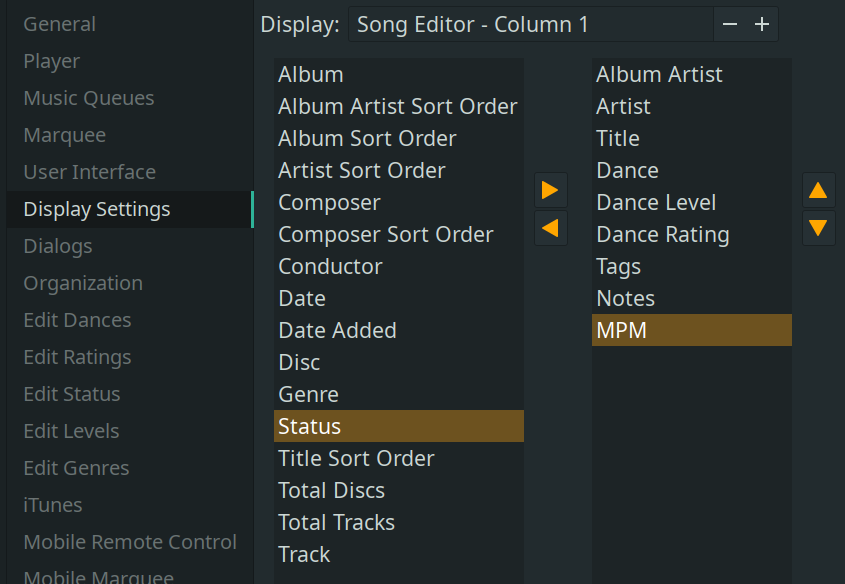 General
Player
Music Queues
Marquee
User Interface
Display Settings
Dialogs
Organization
Edit Dances
Edit Ratings
Edit Status
Edit Levels
Edit Genres
iTunes
Mobile Remote Control
Mobile Marquee
Display: Song Editor - Column 1 − +
Album
Album Artist Sort Order
Album Sort Order
Artist Sort Order
Composer
Composer Sort Order
Conductor
Date
Date Added
Disc
Genre
Status
Title Sort Order
Total Discs
Total Tracks
Track
Album Artist
Artist
Title
Dance
Dance Level
Dance Rating
Tags
Notes
MPM